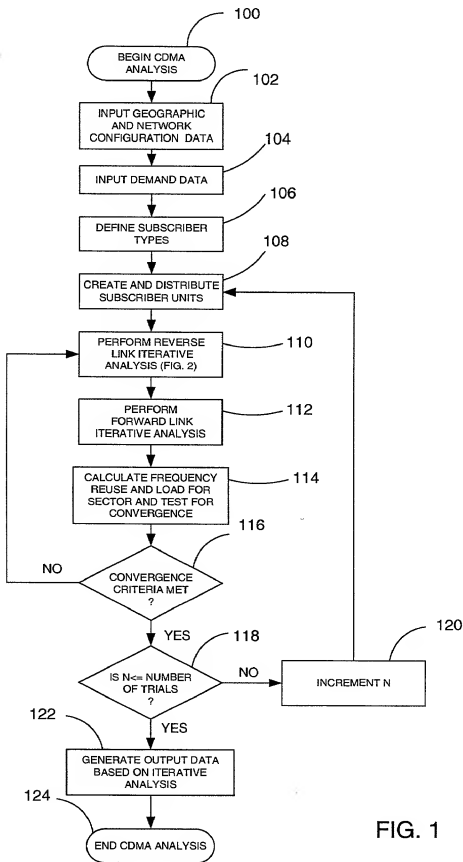 100
BEGIN CDMA
ANALYSIS
102
INPUT GEOGRAPHIC
AND NETWORK
CONFIGURATION DATA
104
INPUT DEMAND DATA
106
DEFINE SUBSCRIBER
TYPES
108
CREATE AND DISTRIBUTE
SUBSCRIBER UNITS
110
PERFORM REVERSE
LINK ITERATIVE
ANALYSIS (FIG. 2)
112
PERFORM
FORWARD LINK
ITERATIVE ANALYSIS
114
CALCULATE FREQUENCY
REUSE AND LOAD FOR
SECTOR AND TEST FOR
CONVERGENCE
116
NO
CONVERGENCE
CRITERIA MET
?
YES
118
120
IS N<= NUMBER
OF TRIALS
?
NO
INCREMENT N
YES
122
GENERATE OUTPUT DATA
BASED ON ITERATIVE
ANALYSIS
124
END CDMA ANALYSIS
FIG. 1